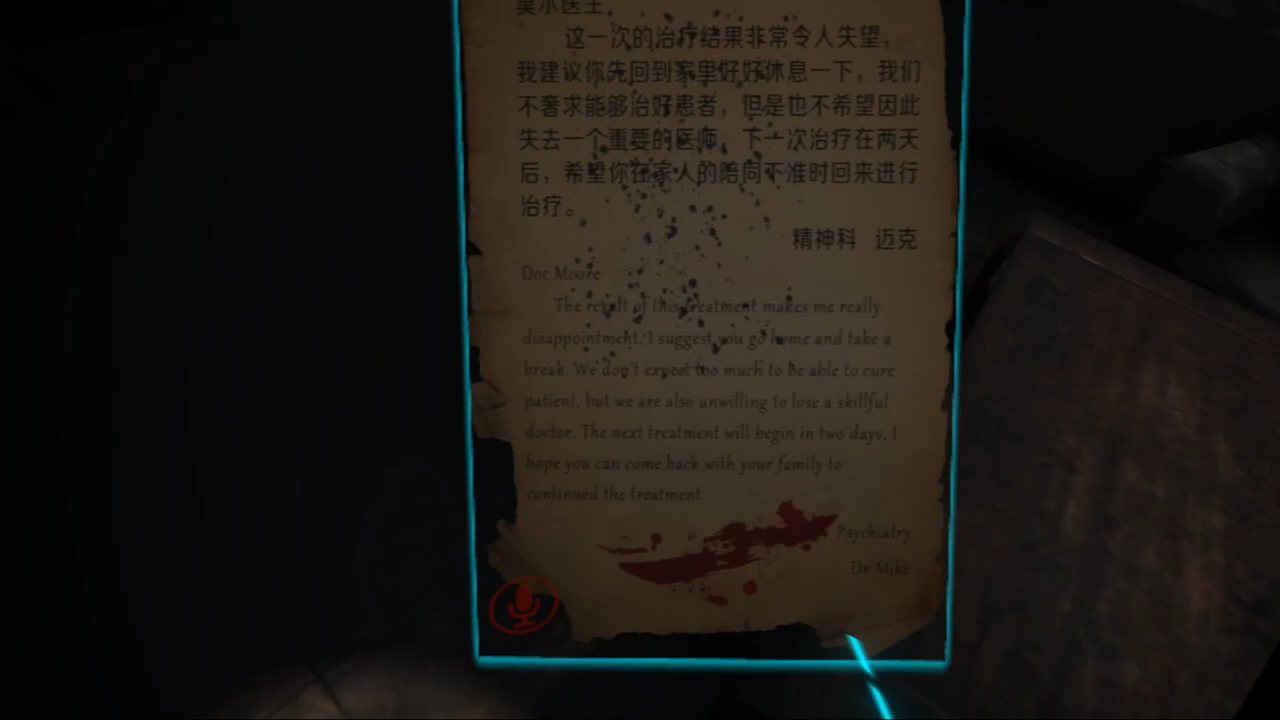 莫尔医生,
这一次的治疗结果非常令人失望,
我建议你先回到家里好好休息一下,我们
不奢求能够治好患者,但是也不希望因此
失去一个重要的医师。下一次治疗在两天
后,希望你在家人的陪同下准时回来进行
治疗。
精神科 迈克
Doc Moore
The result of this treatment makes me really
disappointment. I suggest you go home and take a
break. We don't expect too much to be able to cure
patient, but we are also unwilling to lose a skillful
doctor. The next treatment will begin in two days. I
hope you can come back with your family to
continued the treatment.
Psychiatry
Dr Mike